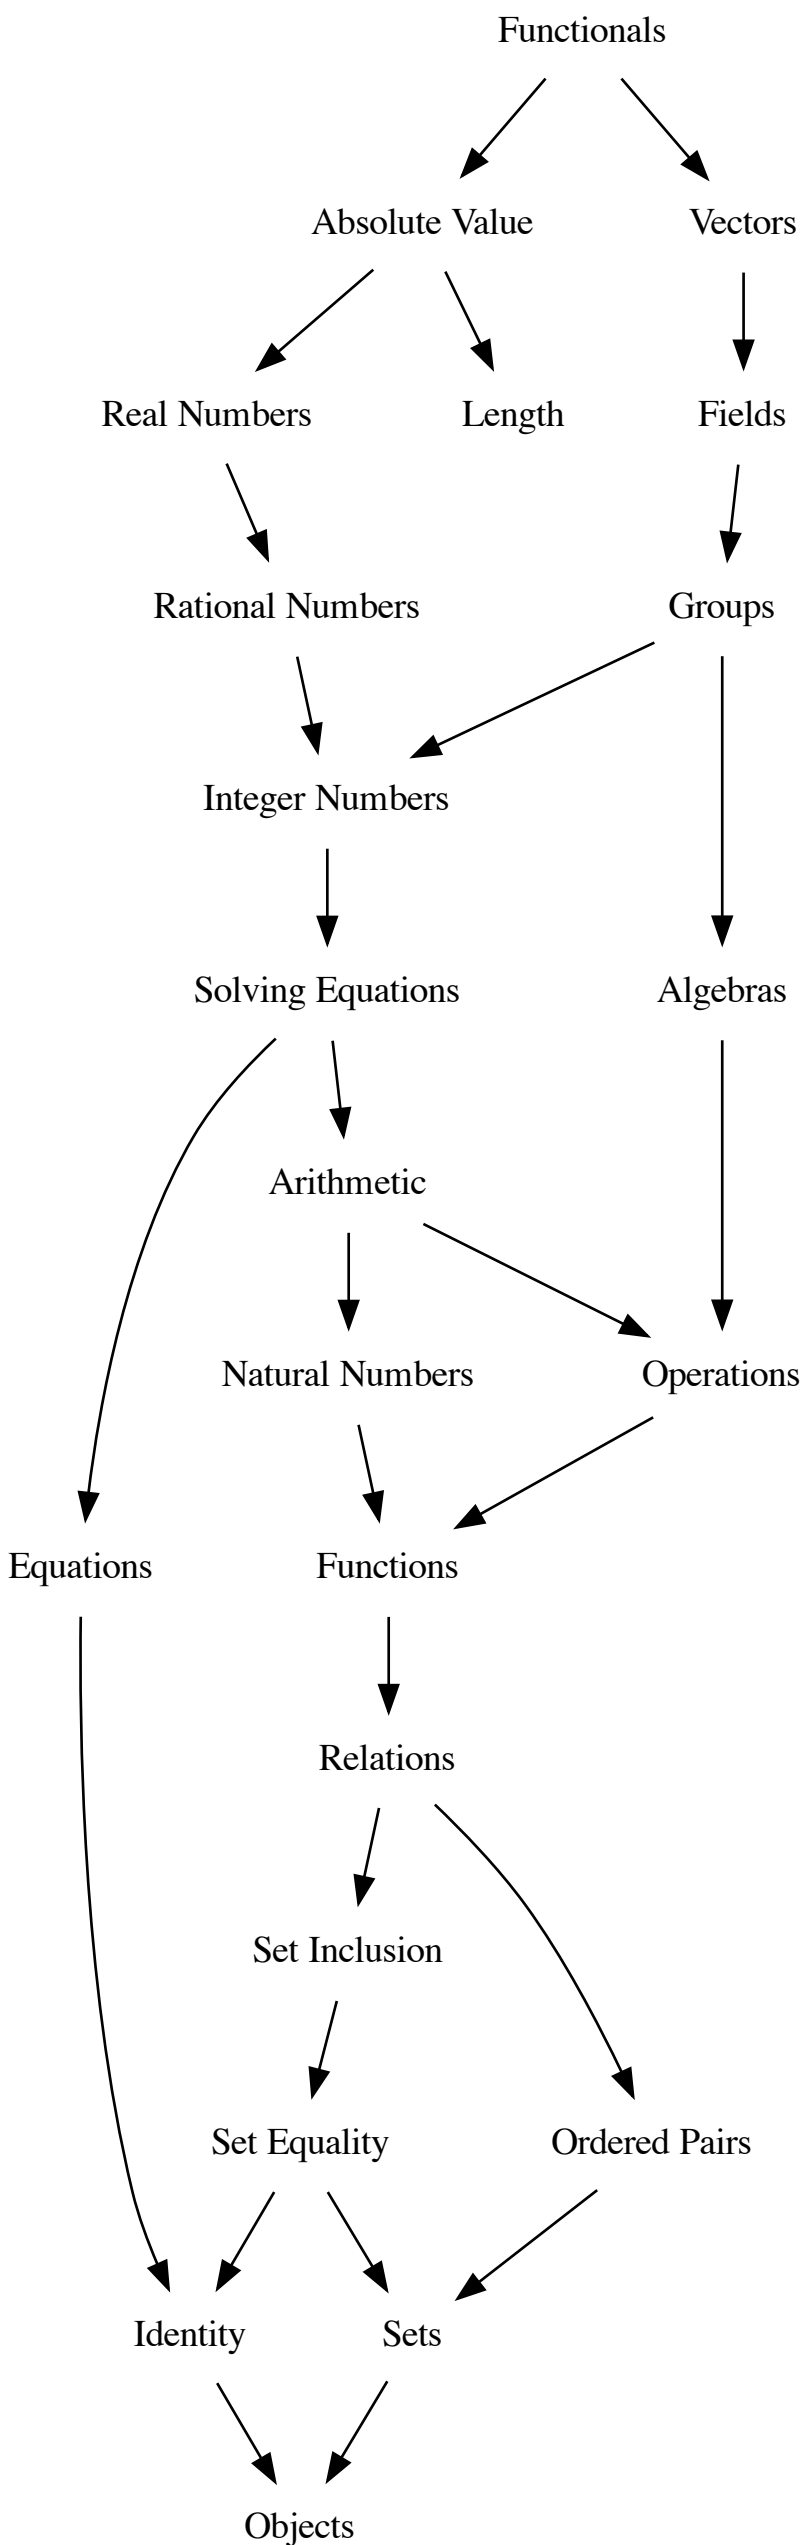 Functionals
Absolute Value
Vectors
Real Numbers
Length
Fields
Rational Numbers
Groups
Integer Numbers
Solving Equations
Algebras
Arithmetic
Natural Numbers
Operations
Equations
Functions
Relations
Set Inclusion
Set Equality
Ordered Pairs
Identity
Sets
Objects